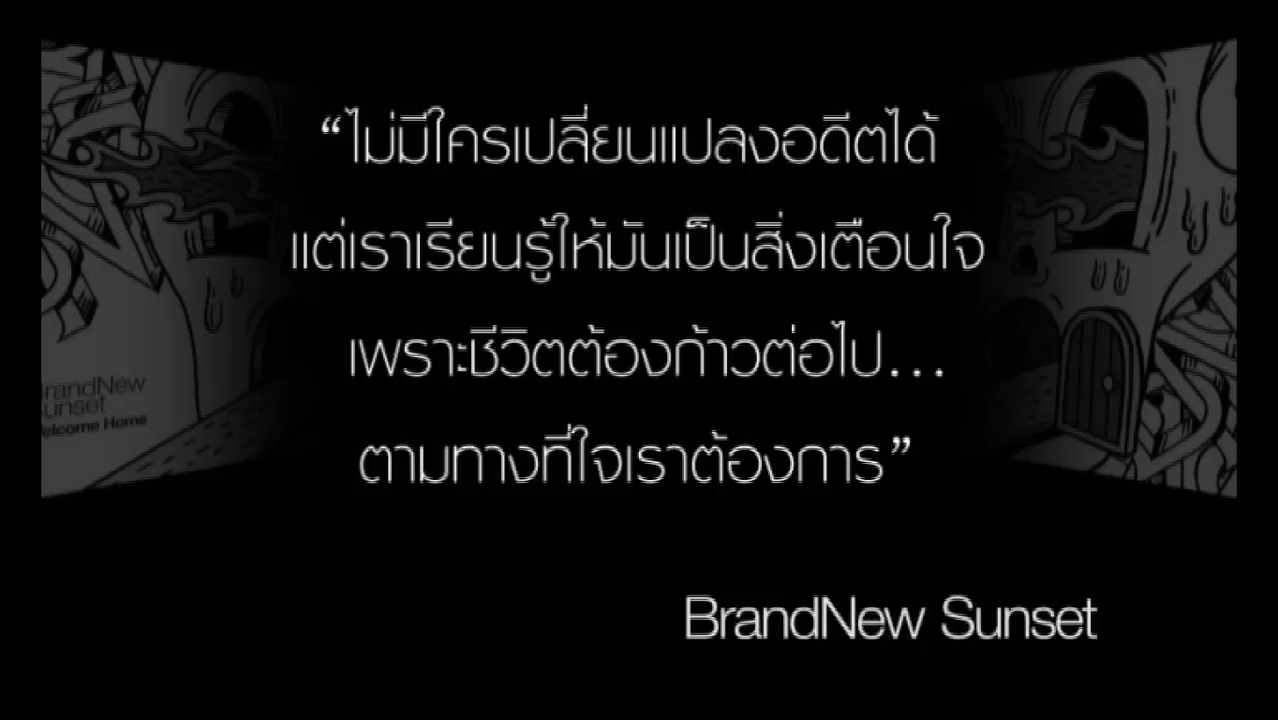 “ไม่มีใครเปลี่ยนแปลงอดีตได้
แต่เราเรียนรู้ให้มันเป็นสิ่งเตือนใจ
เพราะชีวิตต้องก้าวต่อไป...
ตามทางที่ใจเราต้องการ”
BrandNew Sunset
BrandNew
Sunset
Welcome Home